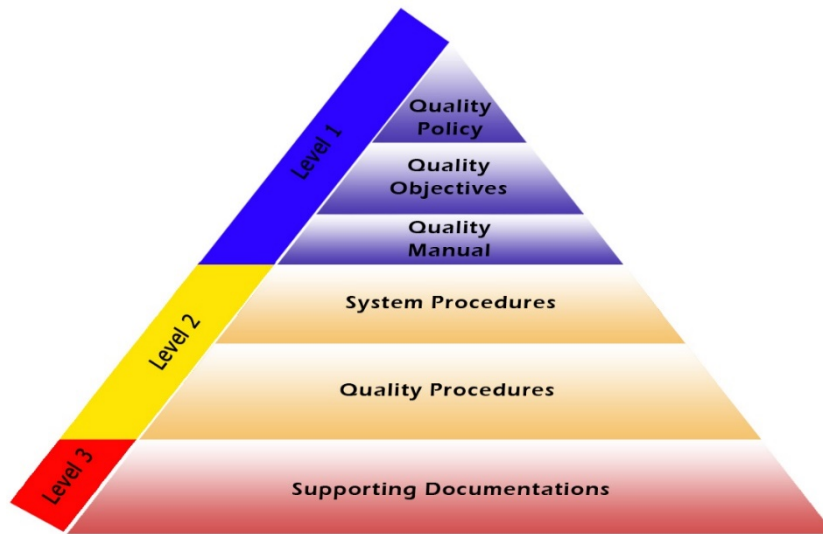 Level 1
Quality
Policy
Quality
Objectives
Quality
Manual
Level 2
System Procedures
Quality Procedures
Level 3
Supporting Documentations